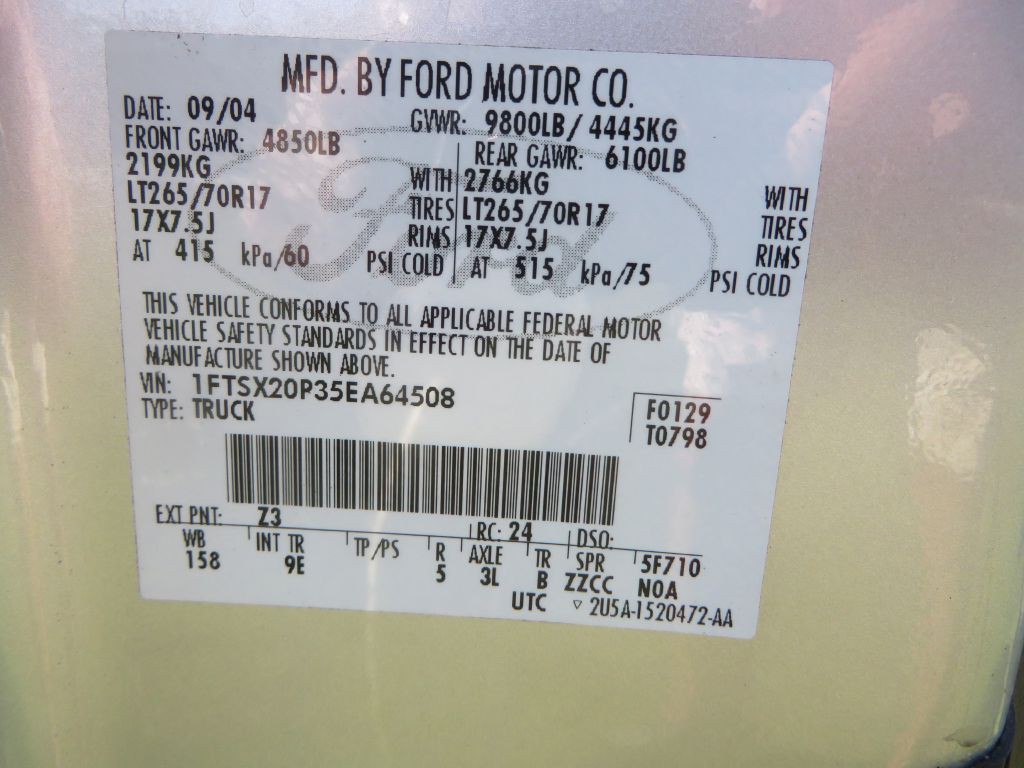 MFD. BY FORD MOTOR CO.
DATE: 09/04 GVWR: 9800LB/ 4445KG
FRONT GAWR: 4850LB REAR GAWR: 6100LB
2199KG WITH 2766KG WITH
LT265/70R17 TIRES LT265/70R17 TIRES
17X7.5J RIMS 17X7.5J RIMS
AT 415 kPa/60 PSI COLD AT 515 kPa/75 PSI COLD
Ford
THIS VEHICLE CONFORMS TO ALL APPLICABLE FEDERAL MOTOR
VEHICLE SAFETY STANDARDS IN EFFECT ON THE DATE OF
MANUFACTURE SHOWN ABOVE.
VIN: 1FTSX20P35EA64508
TYPE: TRUCK
F0129
T0798
EXT PNT: Z3 RC: 24 DSO:
WB INT TR TP/PS R AXLE TR SPR 5F710
158 9E 5 3L B ZZCC N0A
UTC ▽ 2U5A-1520472-AA